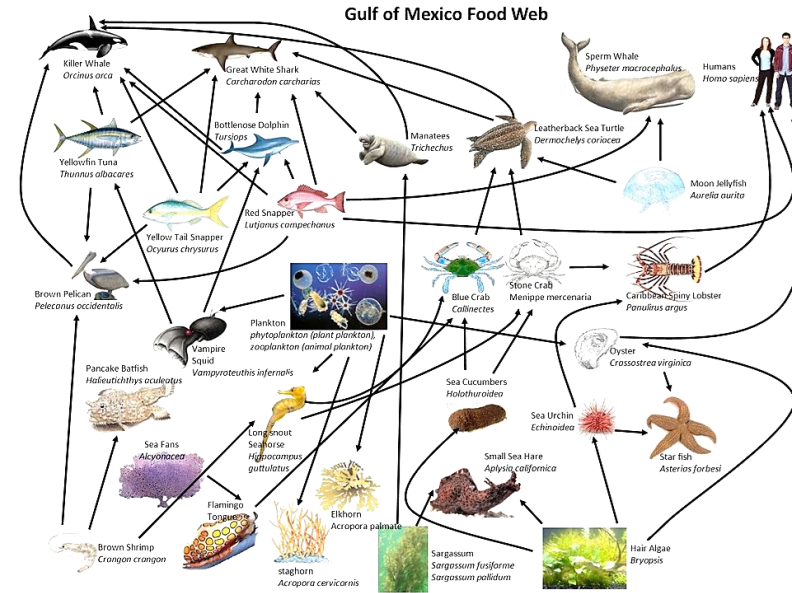 Gulf of Mexico Food Web
Killer Whale
Orcinus orca
Great White Shark
Carcharodon carcharias
Sperm Whale
Physeter macrocephalus
Humans
Homo sapiens
Bottlenose Dolphin
Tursiops
Manatees
Trichechus
Leatherback Sea Turtle
Dermochelys coriacea
Yellowfin Tuna
Thunnus albacares
Moon Jellyfish
Aurelia aurita
Red Snapper
Lutjanus campechanus
Yellow Tail Snapper
Ocyurus chrysurus
Brown Pelican
Pelecanus occidentalis
Blue Crab
Callinectes
Stone Crab
Menippe mercenaria
Caribbean Spiny Lobster
Panulirus argus
Plankton
phytoplankton (plant plankton),
zooplankton (animal plankton)
Vampire
Squid
Vampyroteuthis infernalis
Oyster
Crassostrea virginica
Pancake Batfish
Halieutichthys aculeatus
Sea Cucumbers
Holothuroidea
Long snout
Seahorse
Hippocampus
guttulatus
Sea Urchin
Echinoidea
Sea Fans
Alcyonacea
Star fish
Asterias forbesi
Small Sea Hare
Aplysia californica
Flamingo
Tongue
Elkhorn
Acropora palmate
Brown Shrimp
Crangon crangon
staghorn
Acropora cervicornis
Sargassum
Sargassum fusiforme
Sargassum pallidum
Hair Algae
Bryopsis